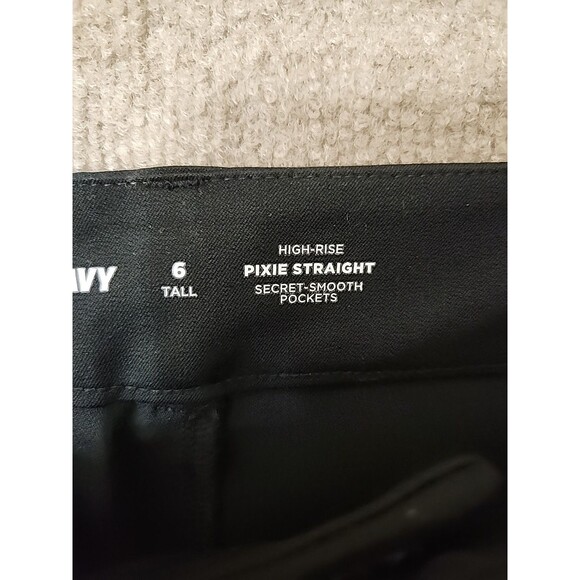 AVY
6
TALL
HIGH-RISE
PIXIE STRAIGHT
SECRET-SMOOTH
POCKETS